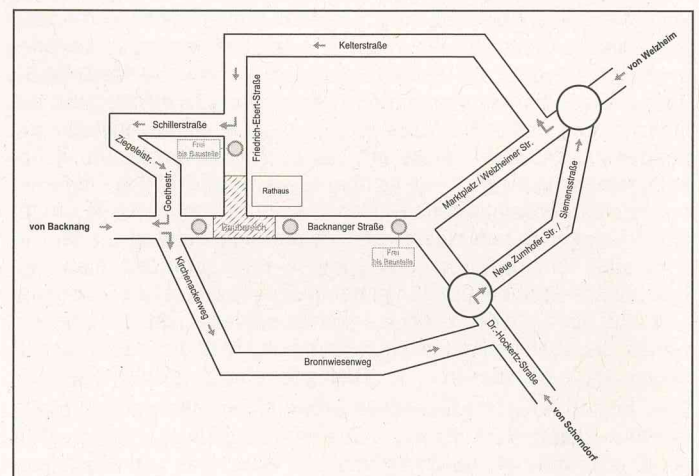 Kelterstraße
von Welzheim
Friedrich-Ebert-Straße
Schillerstraße
Ziegeleistr.
Frei
bis Baustelle
Goethestr.
Rathaus
Marktplatz / Welzheimer Str.
Siemensstraße
von Backnang
Baubereich
Backnanger Straße
Frei
bis Baustelle
Neue Zumhofer Str. /
Kirchenackerweg
Bronnwiesenweg
Dr.-Hockertz-Straße
von Schorndorf